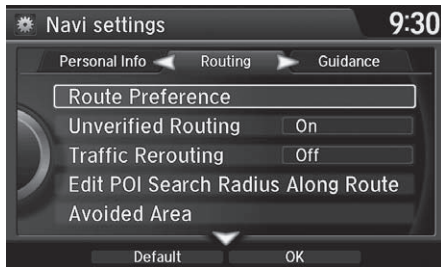 Navi settings 9:30
Personal Info Routing Guidance
Route Preference
Unverified Routing On
Traffic Rerouting Off
Edit POI Search Radius Along Route
Avoided Area
Default OK